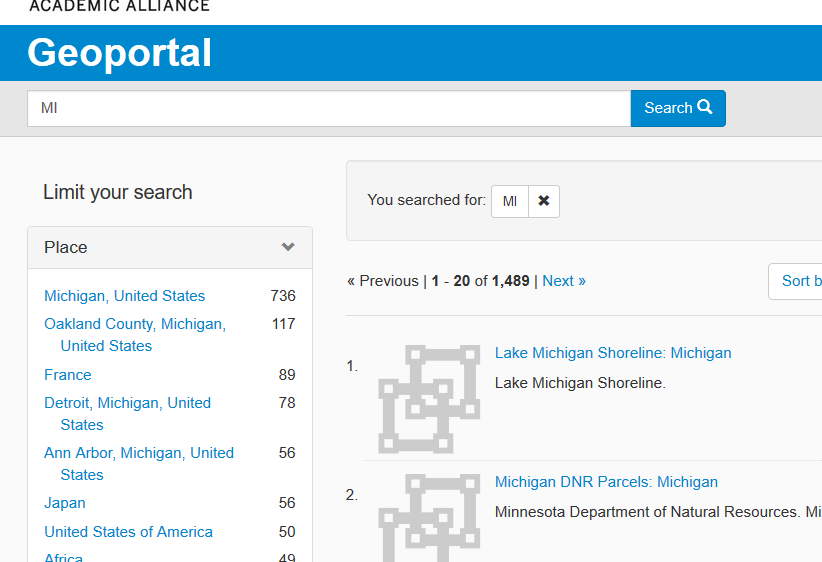 ACADEMIC ALLIANCE
Geoportal
MI
Search
Limit your search
Place
Michigan, United States 736
Oakland County, Michigan, 117
United States
France 89
Detroit, Michigan, United 78
States
Ann Arbor, Michigan, United 56
States
Japan 56
United States of America 50
Africa 49
You searched for: MI ✖
« Previous | 1 - 20 of 1,489 | Next »
Sort b
1.
Lake Michigan Shoreline: Michigan
Lake Michigan Shoreline.
2.
Michigan DNR Parcels: Michigan
Minnesota Department of Natural Resources. Mi